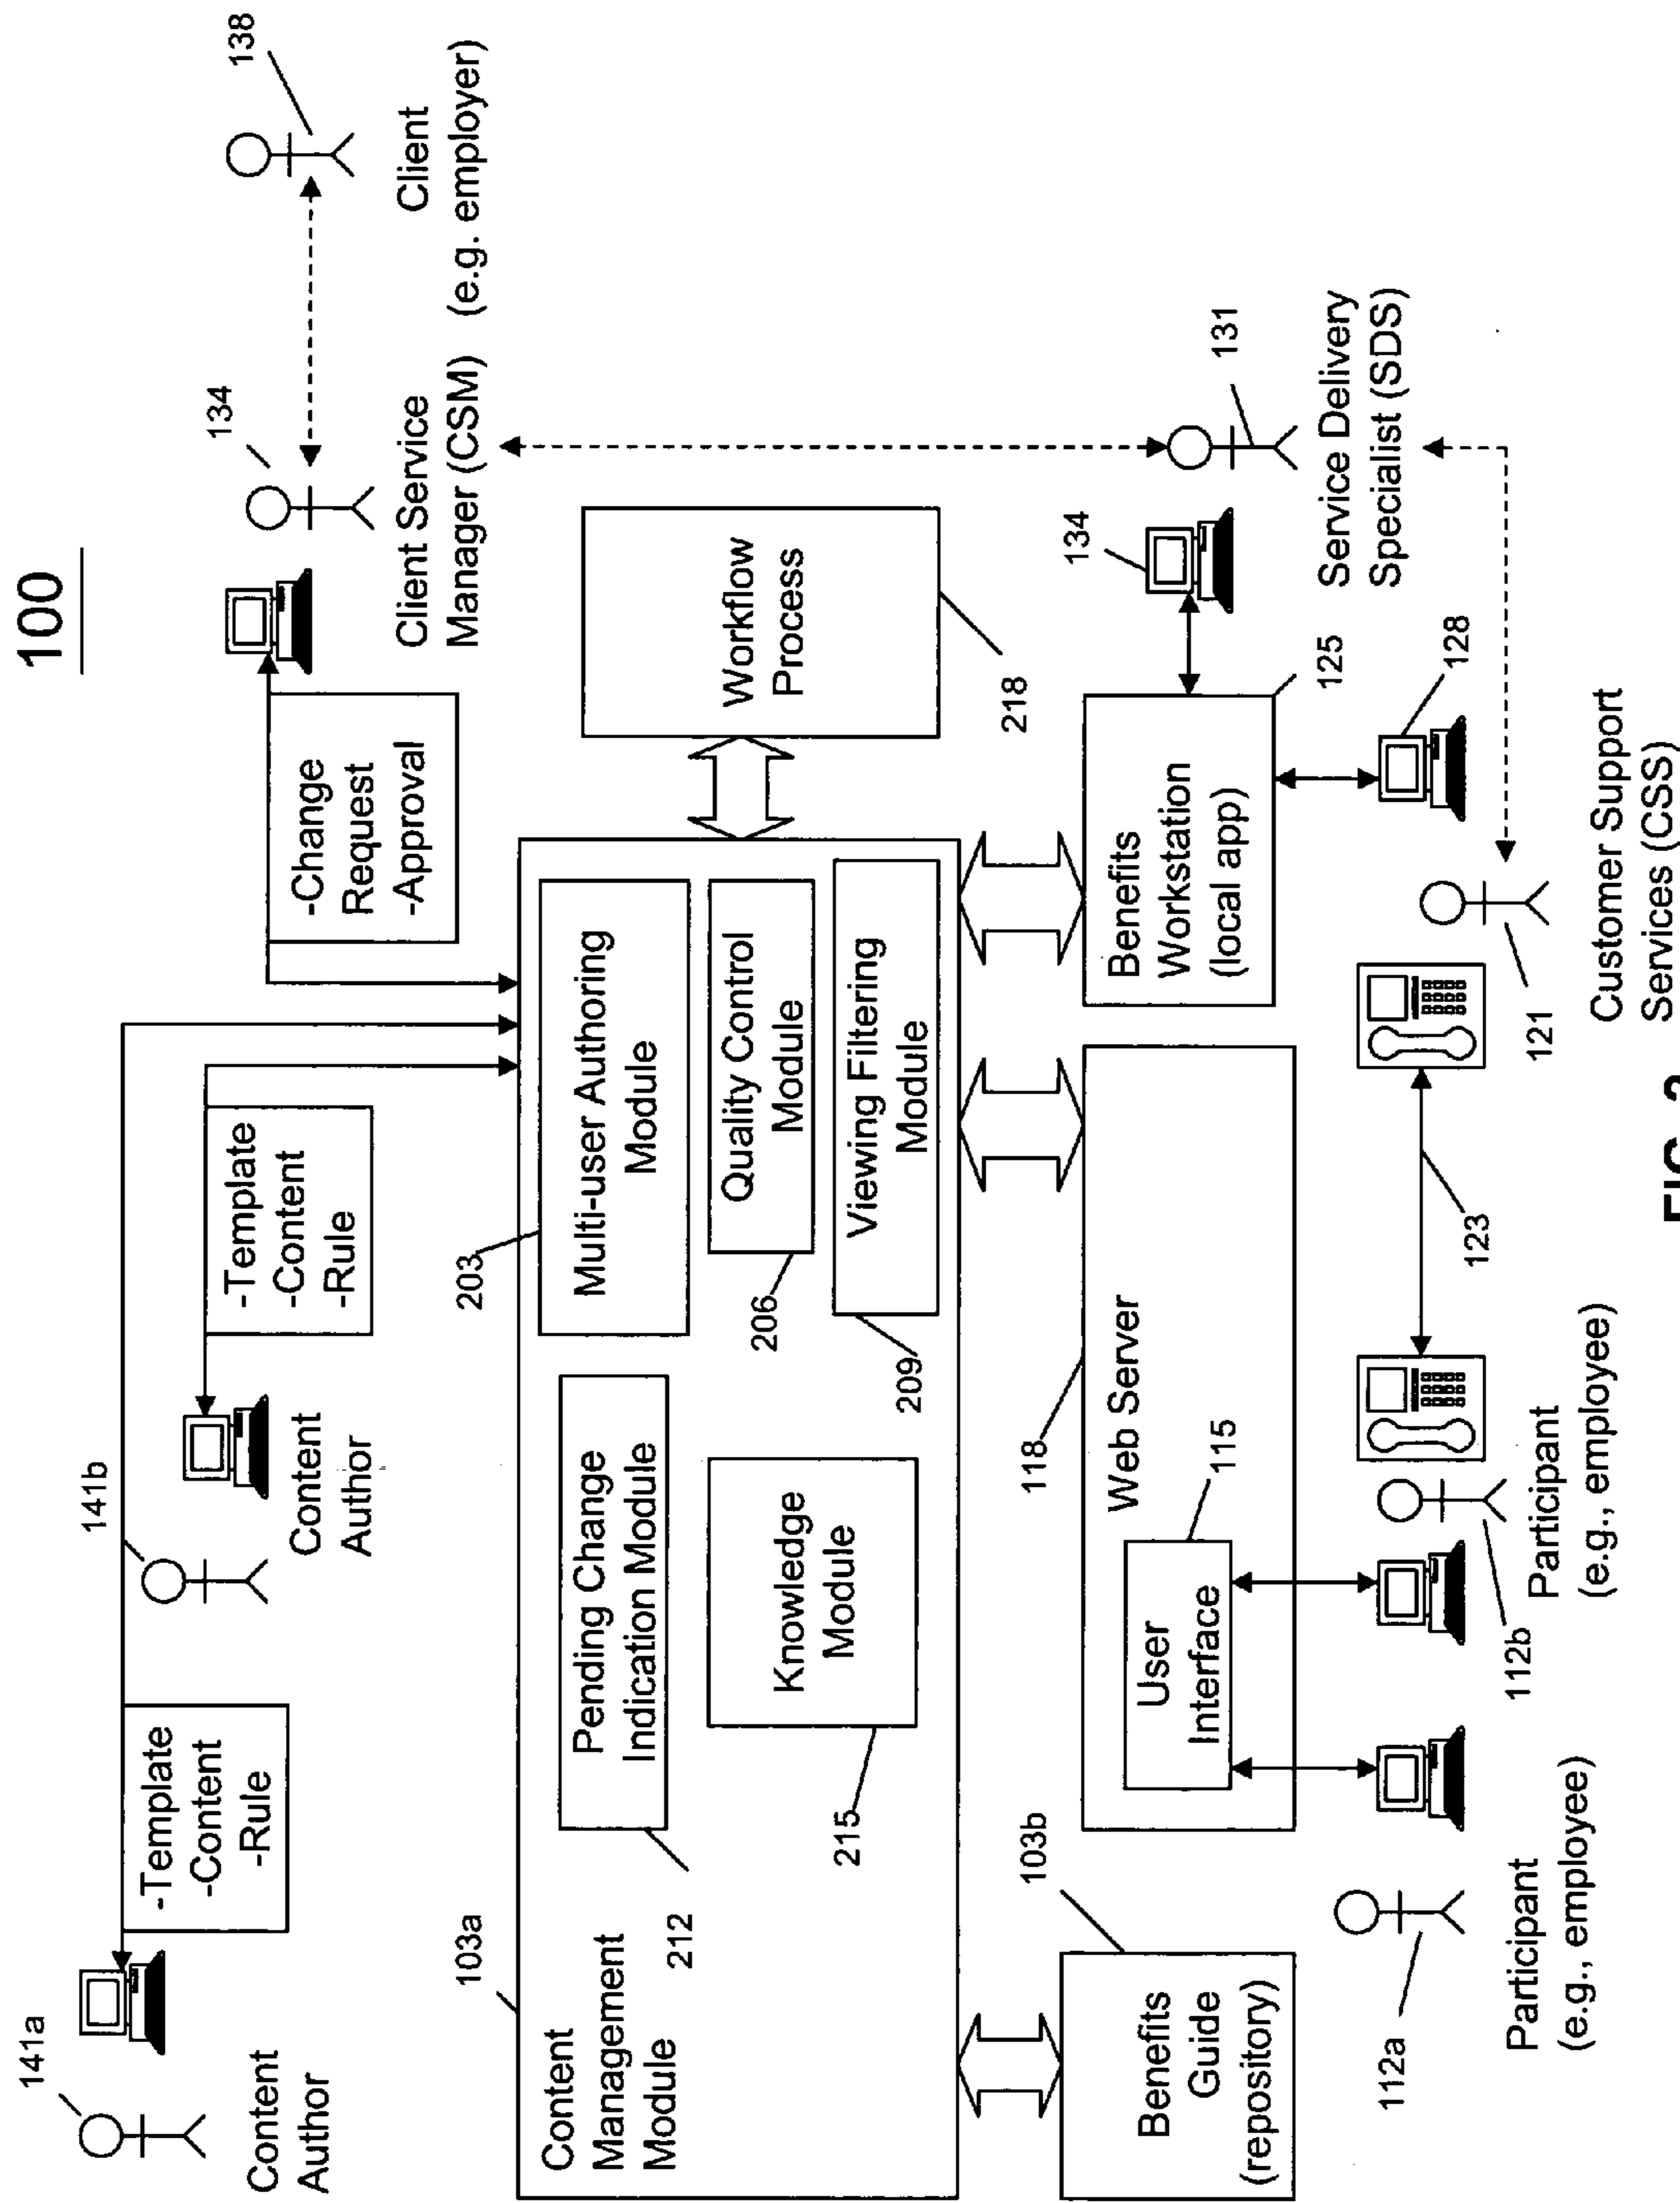 100
141a
Content
Author
-Template
-Content
-Rule
141b
Content
Author
-Template
-Content
-Rule
-Change
Request
-Approval
134
Client Service
Manager (CSM)
138
Client
(e.g. employer)
103a
Content
Management
Module
212
Pending Change
Indication Module
215
Knowledge
Module
203
Multi-user Authoring
Module
206
Quality Control
Module
209
Viewing Filtering
Module
Workflow
Process
218
103b
Benefits
Guide
(repository)
118
Web Server
115
User
Interface
Benefits
Workstation
(local app)
125
134
131
Service Delivery
Specialist (SDS)
128
112a
Participant
(e.g., employee)
112b
Participant
(e.g., employee)
123
121
Customer Support
Services (CSS)